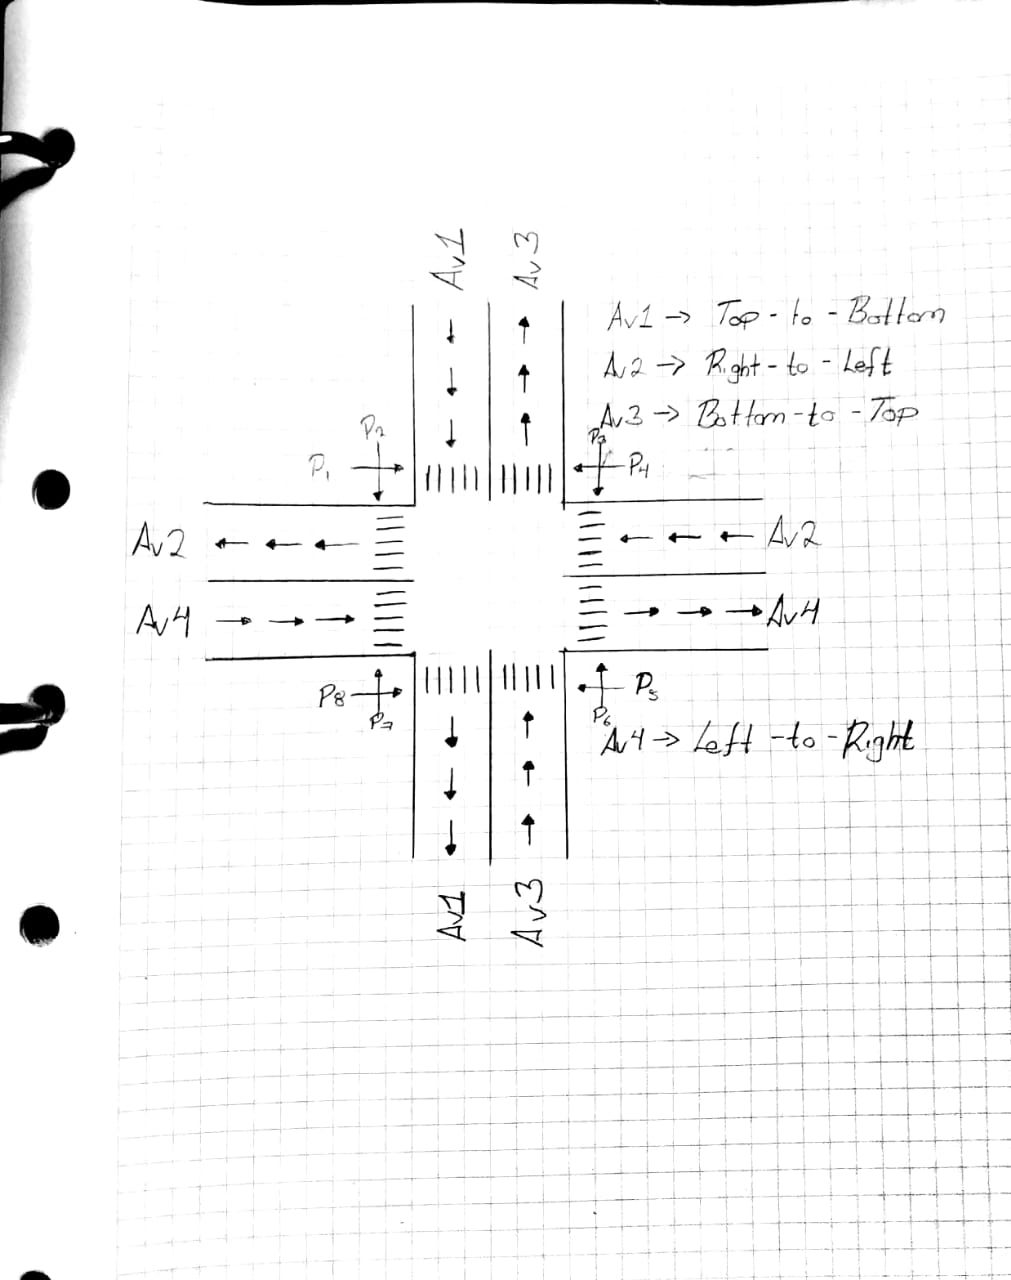 Av1
Av3
Av1 → Top-to-Bottom
Av2 → Right-to-Left
Av3 → Bottom-to-Top
P2
P3
P1
P4
Av2
Av2
Av4
Av4
P8
P5
P7
P6
Av4 → Left-to-Right
Av1
Av3